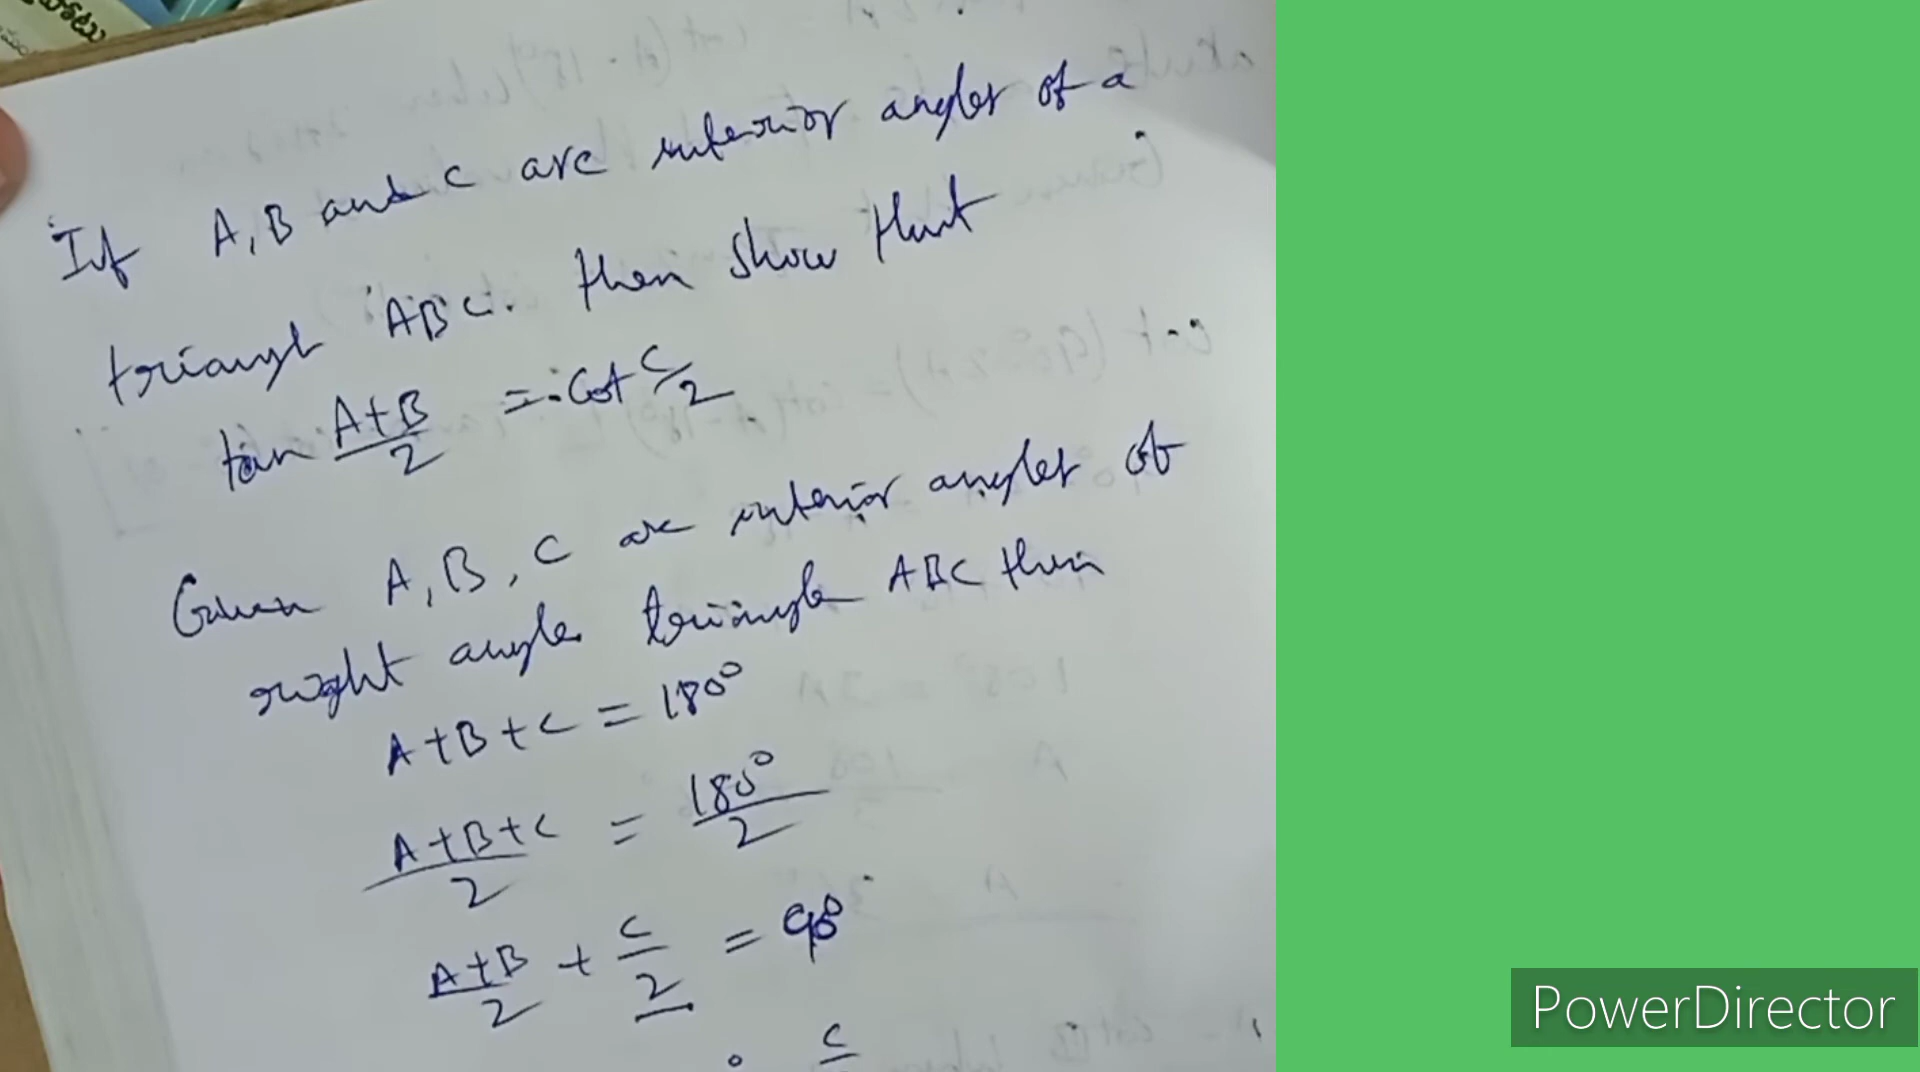 If A, B and C are interior angles of a
triangle ABC. then show that
tan A+B/2 = cot C/2
Given A, B, C are interior angles of
right angle triangle ABC then
A+B+C = 180°
A+B+C/2 = 180°/2
A+B/2 + C/2 = 90°
PowerDirector